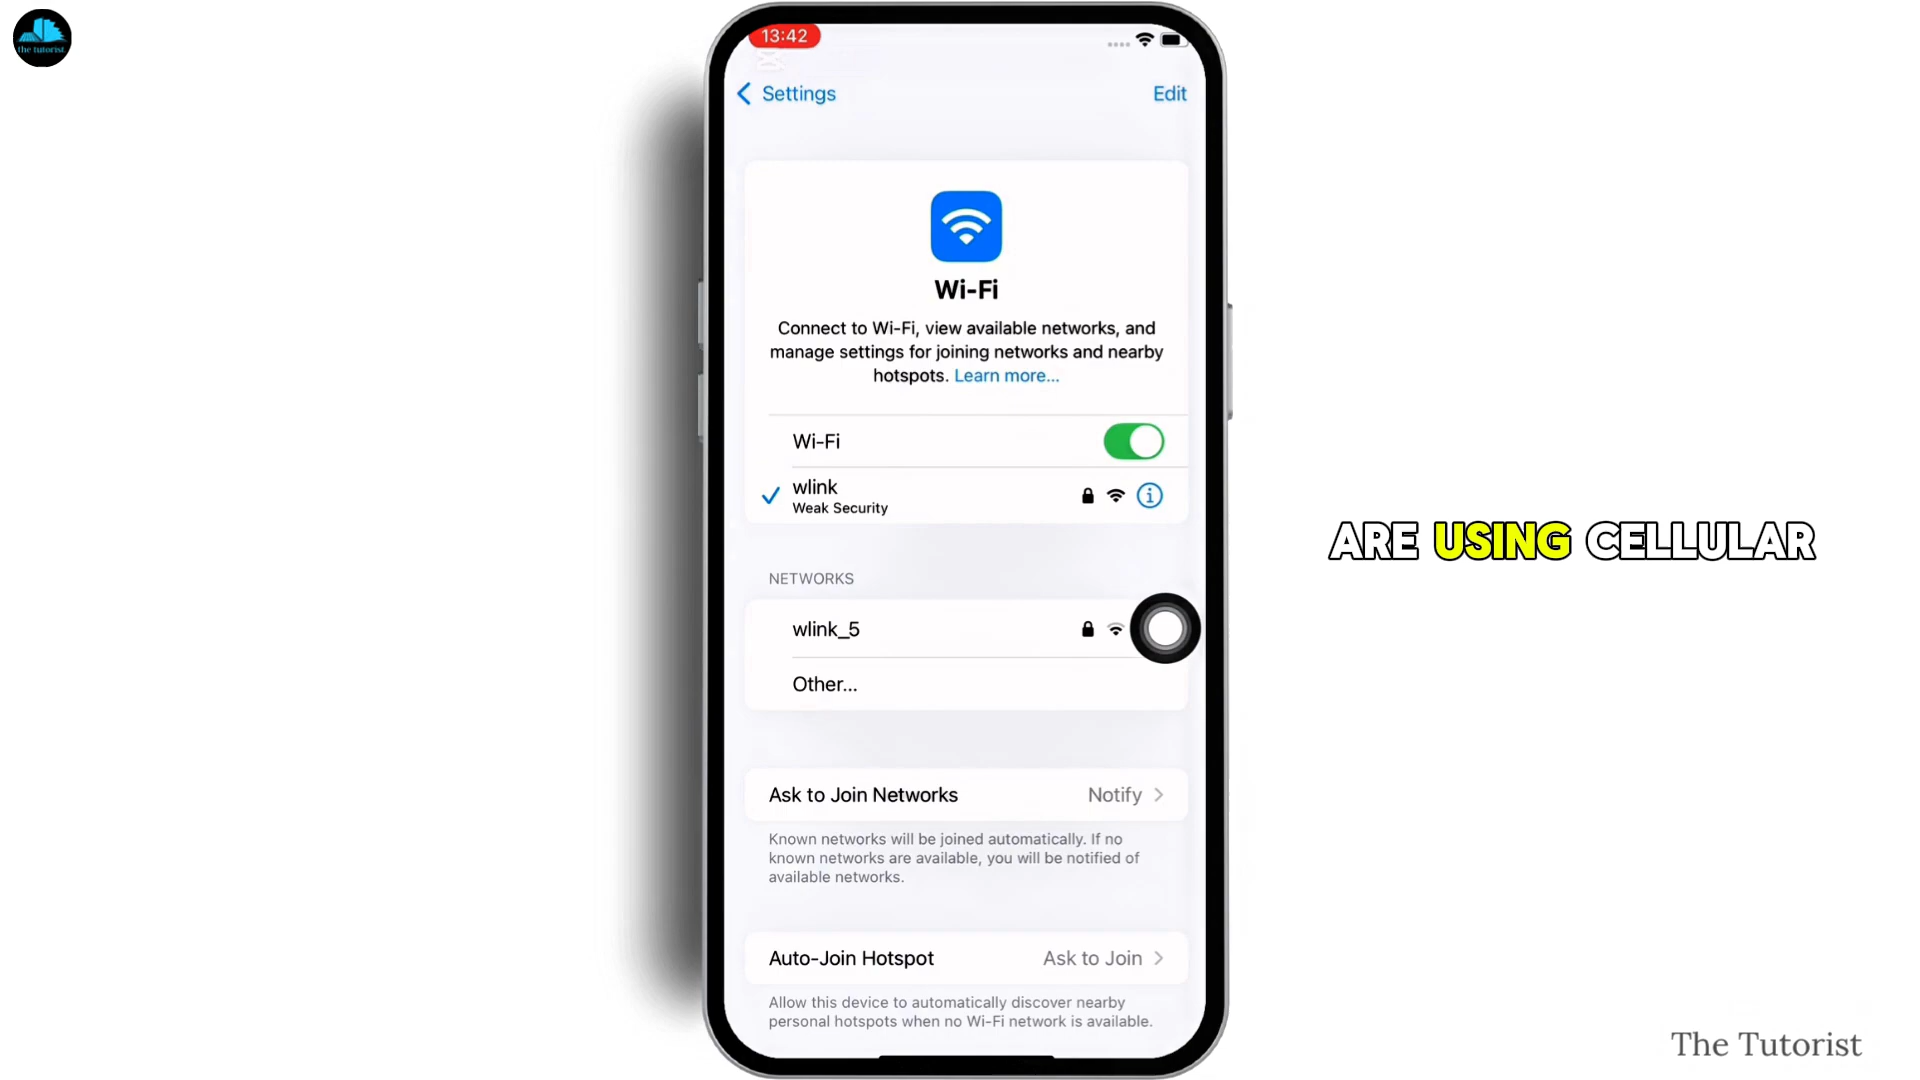 the tutorist
13:42
Settings
Edit
Wi-Fi
Connect to Wi-Fi, view available networks, and
manage settings for joining networks and nearby
hotspots. Learn more...
Wi-Fi
wlink
Weak Security
ARE USING CELLULAR
NETWORKS
wlink_5
Other...
Ask to Join Networks
Notify
Known networks will be joined automatically. If no
known networks are available, you will be notified of
available networks.
Auto-Join Hotspot
Ask to Join
Allow this device to automatically discover nearby
personal hotspots when no Wi-Fi network is available.
The Tutorist